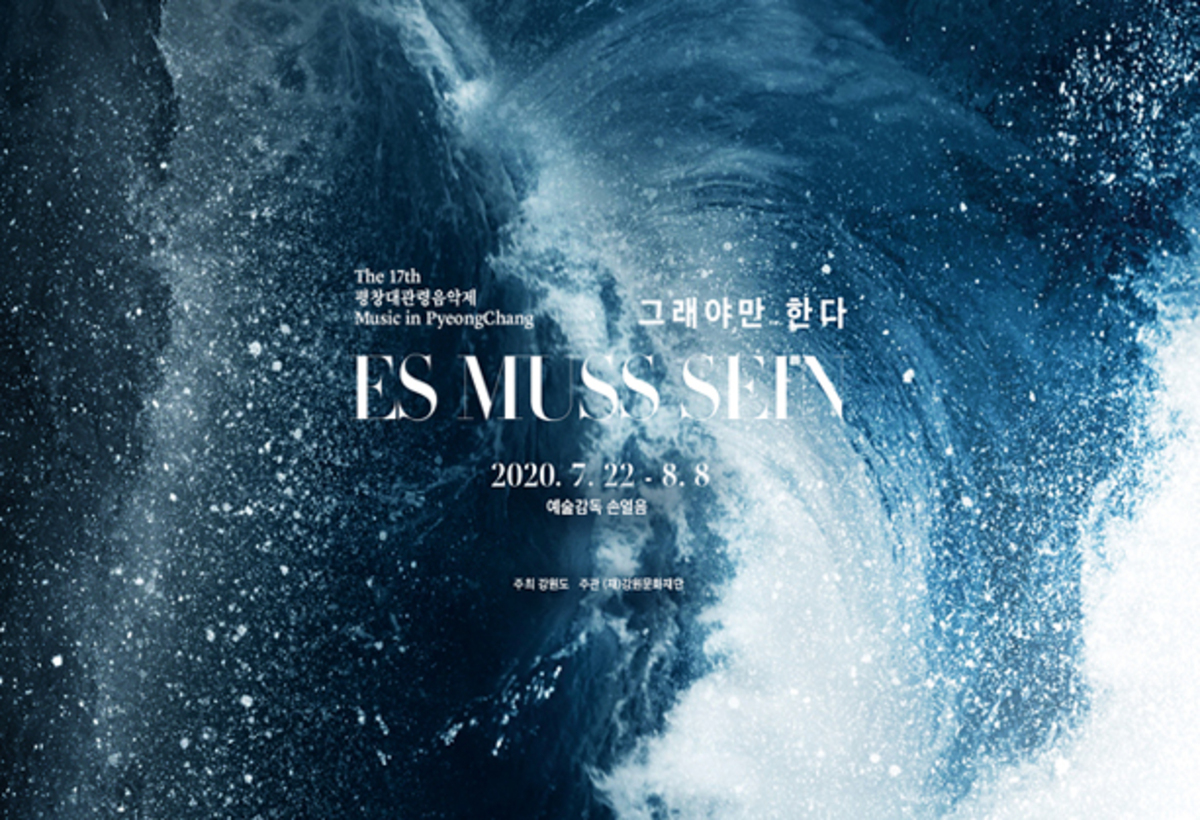 The 17th
평창대관령음악제
Music in PyeongChang
그래야만 한다
ES MUSS SEIN
2020. 7. 22 - 8. 8
예술감독 손열음
주최 강원도 주관 (재)강원문화재단